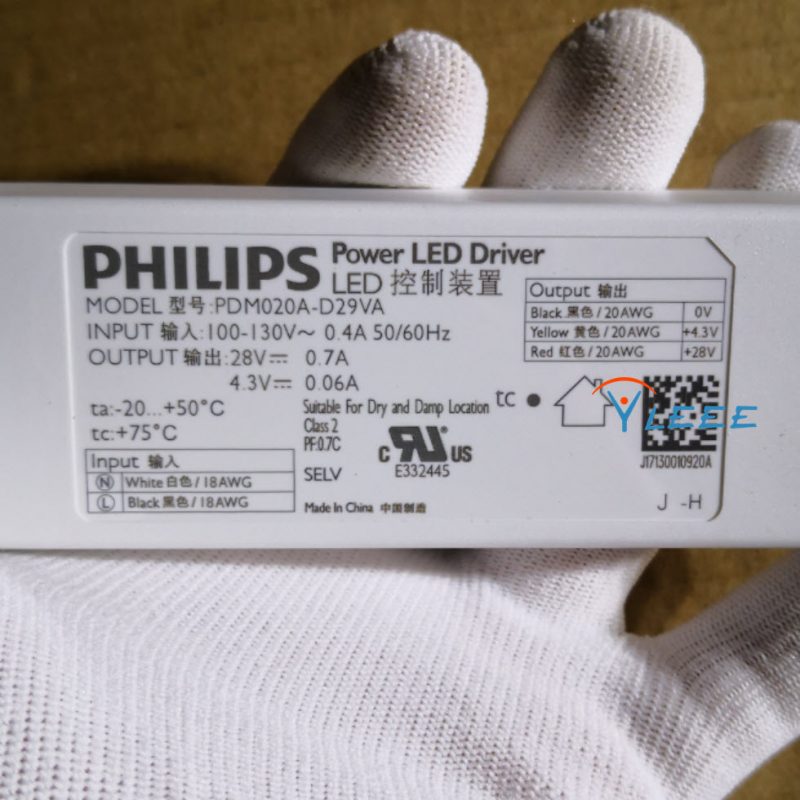 PHILIPS Power LED Driver
LED 控制装置
MODEL 型号:PDM020A-D29VA
INPUT 输入:100-130V~ 0.4A 50/60Hz
OUTPUT 输出:28V⎓ 0.7A
4.3V⎓ 0.06A
ta:-20...+50°C
tc:+75°C
Input 输入
N White 白色/18AWG
L Black 黑色/18AWG
Suitable For Dry and Damp Location
Class 2
PF:0.7C
SELV
Made In China 中国制造
c RU US
E332445
Output 输出
Black 黑色/20AWG 0V
Yellow 黄色/20AWG +4.3V
Red 红色/20AWG +28V
tc
YLEEE
J17130010920A
J -H